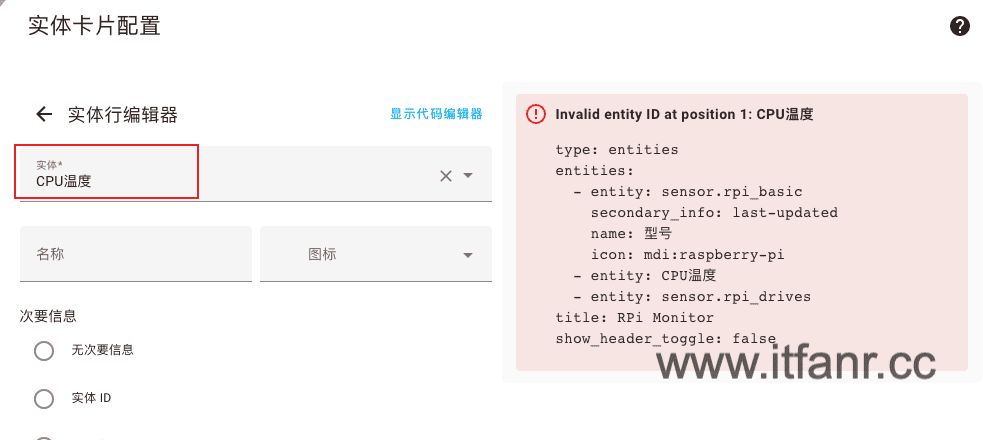 实体卡片配置
实体行编辑器
显示代码编辑器
实体*
CPU温度
名称
图标
次要信息
无次要信息
实体 ID
Invalid entity ID at position 1: CPU温度
type: entities
entities:
- entity: sensor.rpi_basic
secondary_info: last-updated
name: 型号
icon: mdi:raspberry-pi
- entity: CPU温度
- entity: sensor.rpi_drives
title: RPi Monitor
show_header_toggle: false
www.itfanr.cc